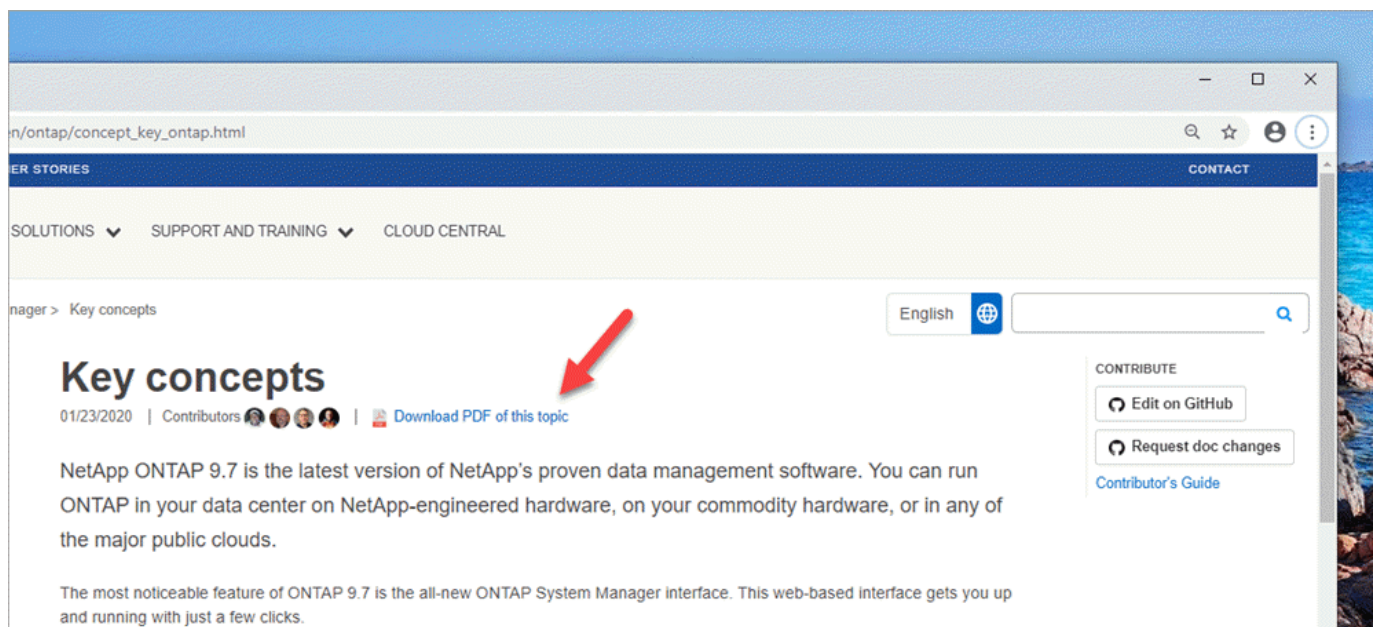 en/ontap/concept_key_ontap.html
ER STORIES
CONTACT
SOLUTIONS
SUPPORT AND TRAINING
CLOUD CENTRAL
nager > Key concepts
English
Key concepts
01/23/2020 | Contributors | Download PDF of this topic
CONTRIBUTE
Edit on GitHub
Request doc changes
Contributor's Guide
NetApp ONTAP 9.7 is the latest version of NetApp's proven data management software. You can run
ONTAP in your data center on NetApp-engineered hardware, on your commodity hardware, or in any of
the major public clouds.
The most noticeable feature of ONTAP 9.7 is the all-new ONTAP System Manager interface. This web-based interface gets you up
and running with just a few clicks.